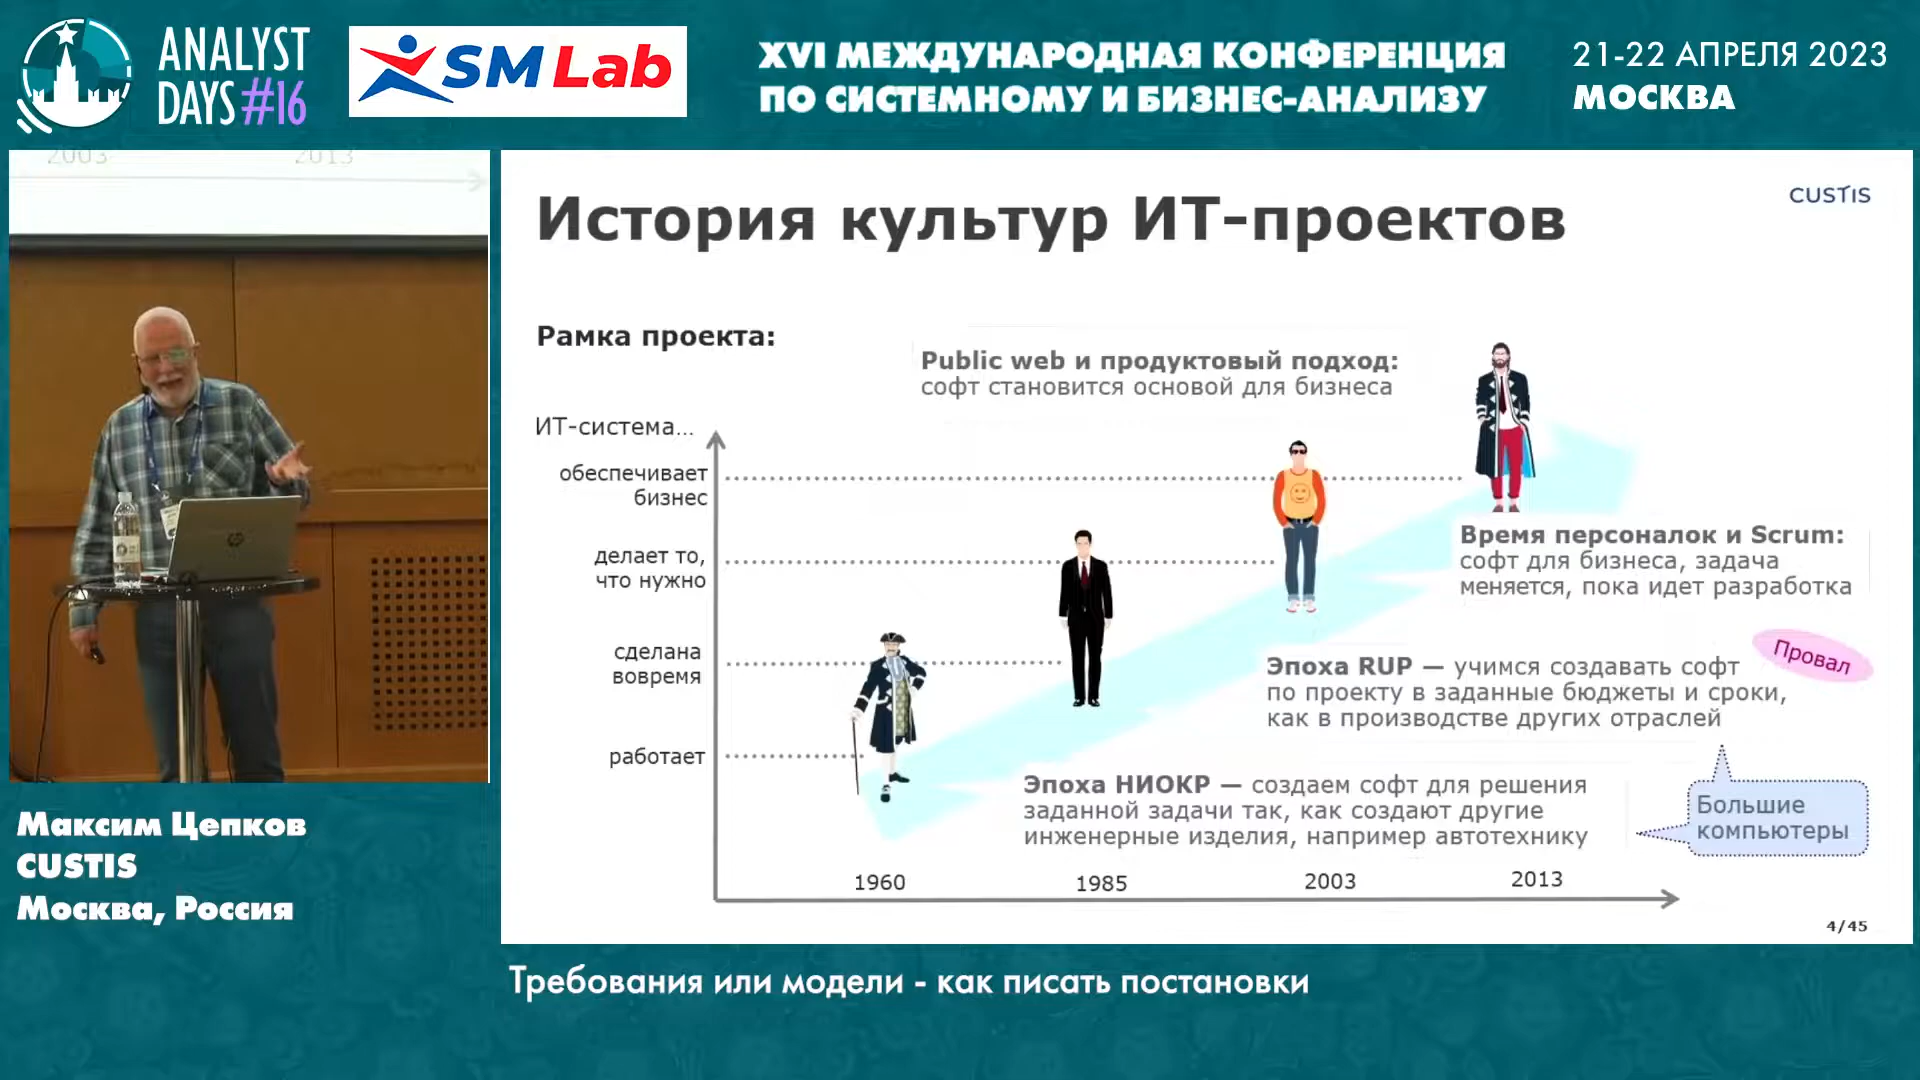 ANALYST
DAYS #16
SM Lab
XVI МЕЖДУНАРОДНАЯ КОНФЕРЕНЦИЯ
ПО СИСТЕМНОМУ И БИЗНЕС-АНАЛИЗУ
21-22 АПРЕЛЯ 2023
МОСКВА
2003 2013
Максим Цепков
CUSTIS
Москва, Россия
CUSTIS
История культур ИТ-проектов
Рамка проекта:
Public web и продуктовый подход:
софт становится основой для бизнеса
ИТ-система...
обеспечивает
бизнес
делает то,
что нужно
сделана
вовремя
работает
Время персоналок и Scrum:
софт для бизнеса, задача
меняется, пока идет разработка
Провал
Эпоха RUP — учимся создавать софт
по проекту в заданные бюджеты и сроки,
как в производстве других отраслей
Эпоха НИОКР — создаем софт для решения
заданной задачи так, как создают другие
инженерные изделия, например автотехнику
Большие
компьютеры
1960 1985 2003 2013
4/45
Требования или модели - как писать постановки